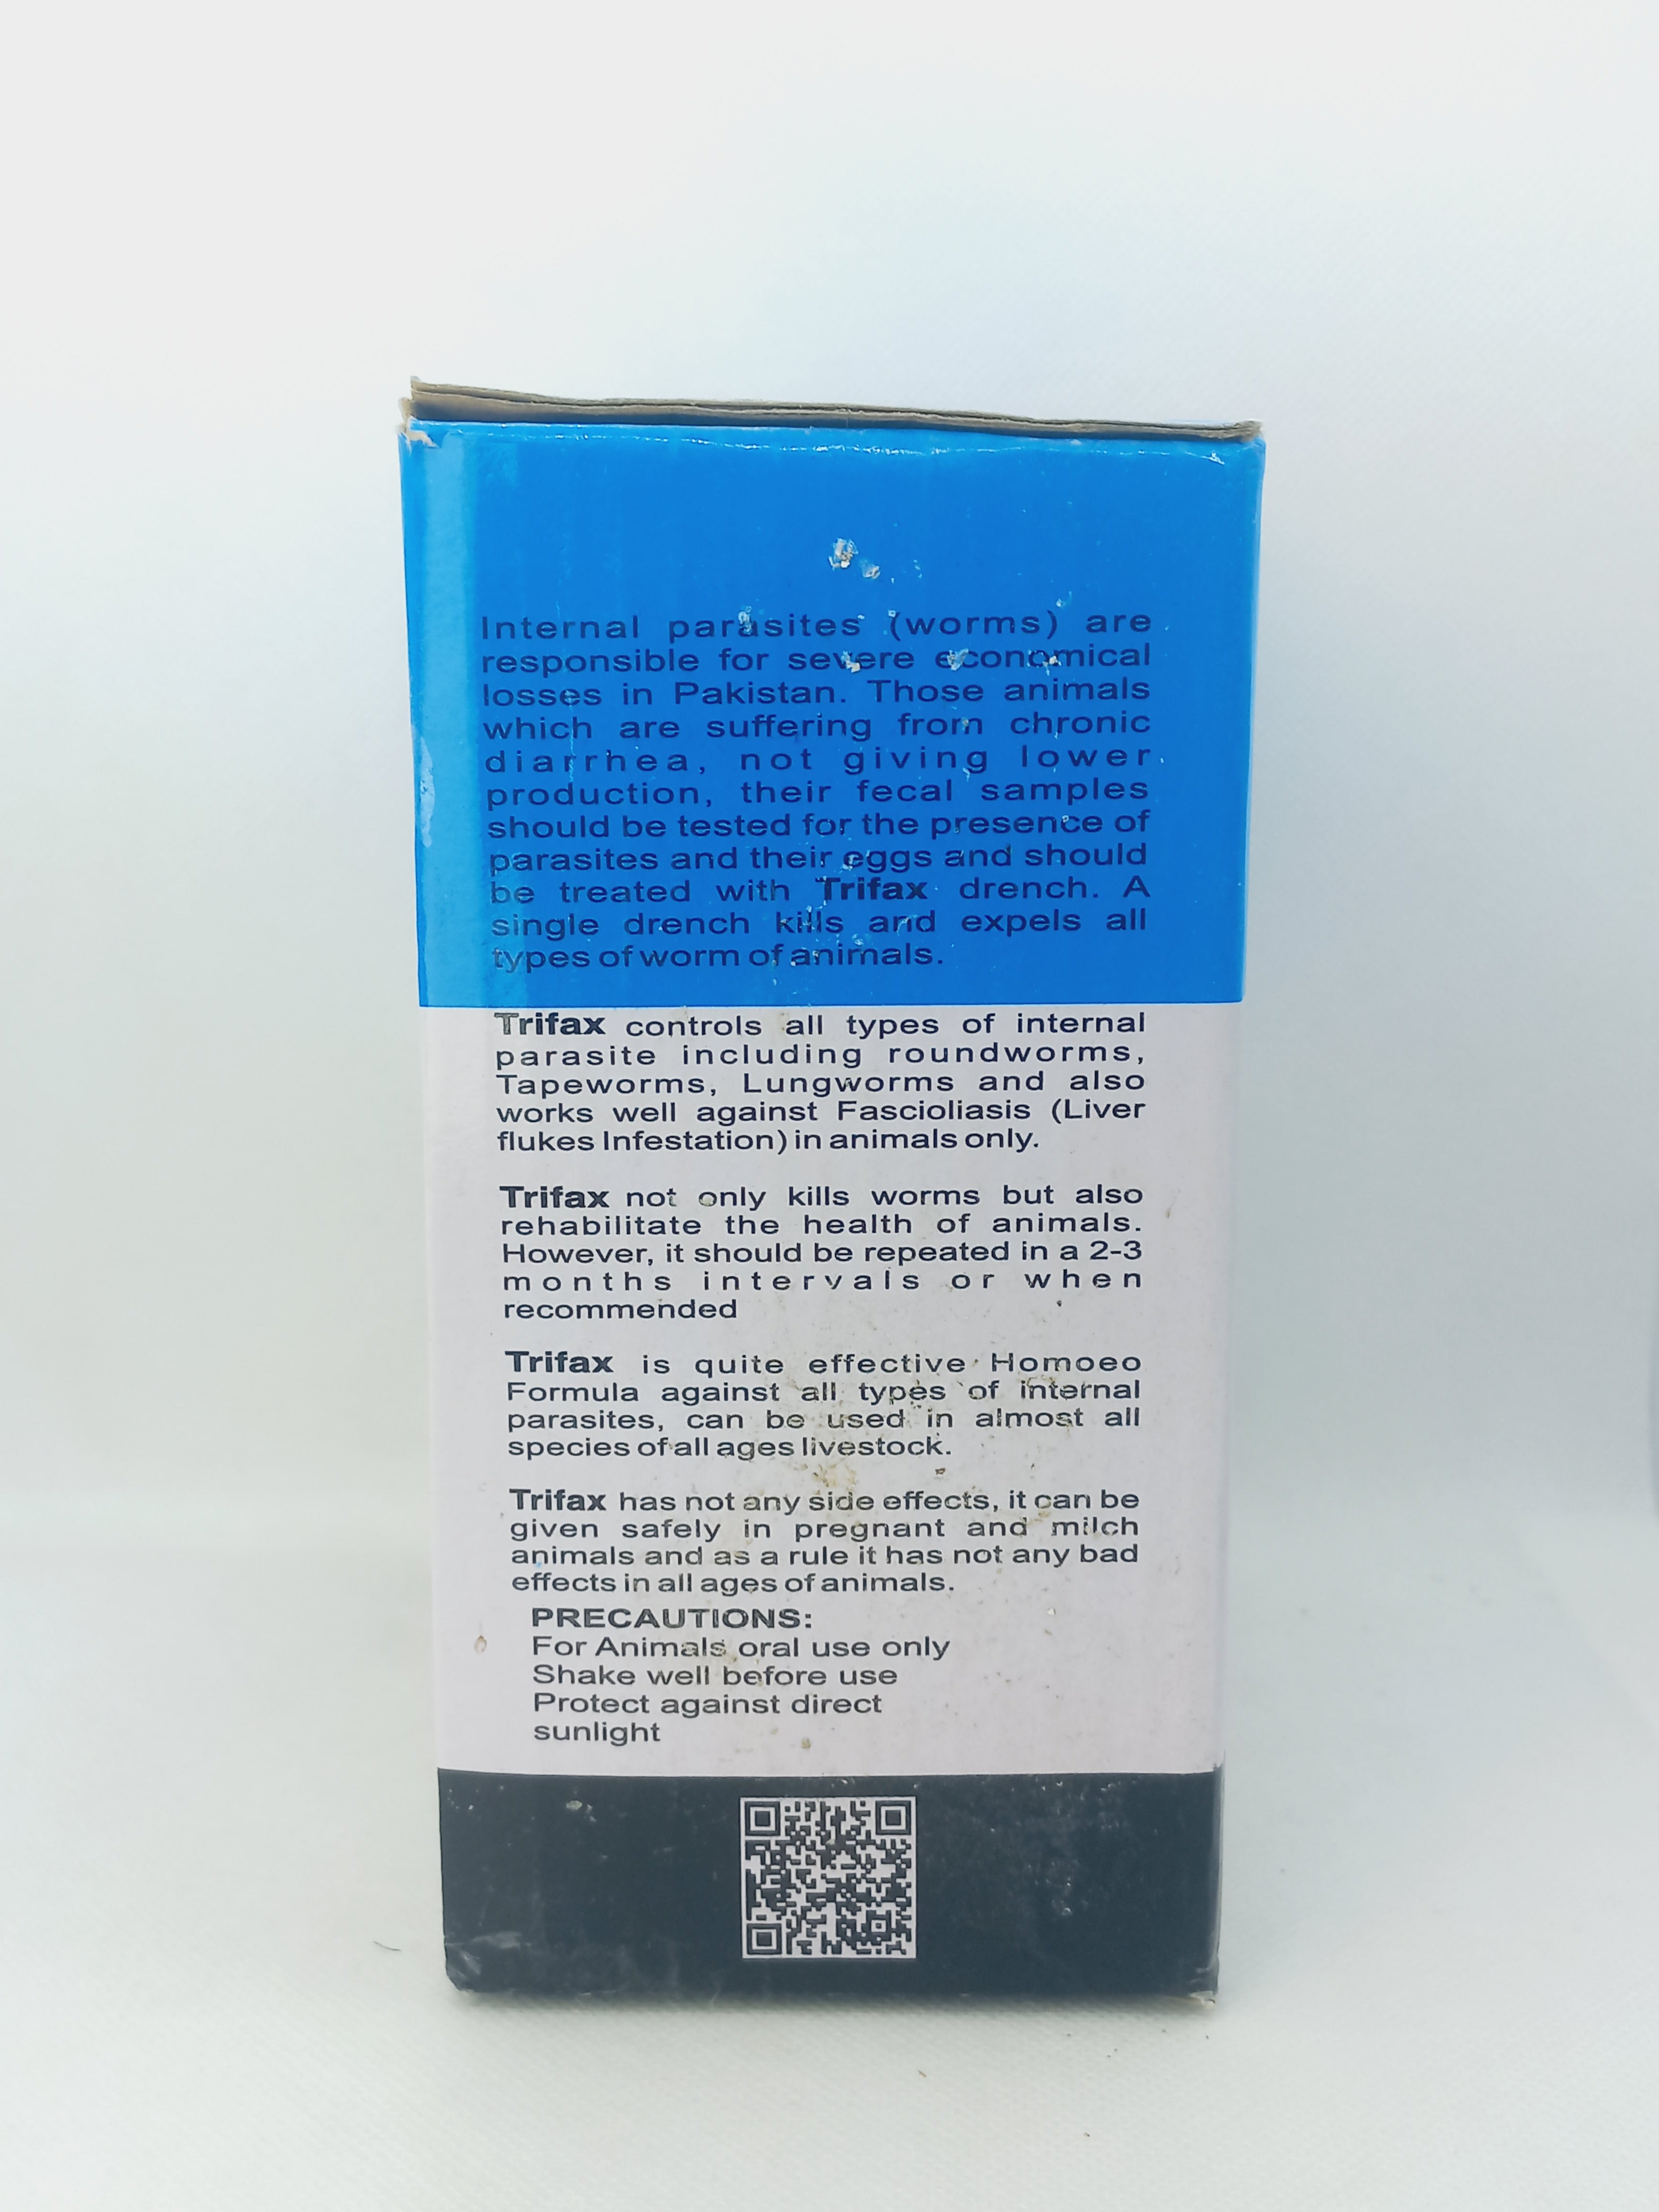 Internal parasites (worms) are
responsible for severe economical
losses in Pakistan. Those animals
which are suffering from chronic
diarrhea, not giving lower
production, their fecal samples
should be tested for the presence of
parasites and their eggs and should
be treated with Trifax drench. A
single drench kills and expels all
types of worm of animals.
Trifax controls all types of internal
parasite including roundworms,
Tapeworms, Lungworms and also
works well against Fascioliasis (Liver
flukes Infestation) in animals only.
Trifax not only kills worms but also
rehabilitate the health of animals.
However, it should be repeated in a 2-3
months intervals or when
recommended
Trifax is quite effective Homoeo
Formula against all types of internal
parasites, can be used in almost all
species of all ages livestock.
Trifax has not any side effects, it can be
given safely in pregnant and milch
animals and as a rule it has not any bad
effects in all ages of animals.
PRECAUTIONS:
For Animals oral use only
Shake well before use
Protect against direct
sunlight